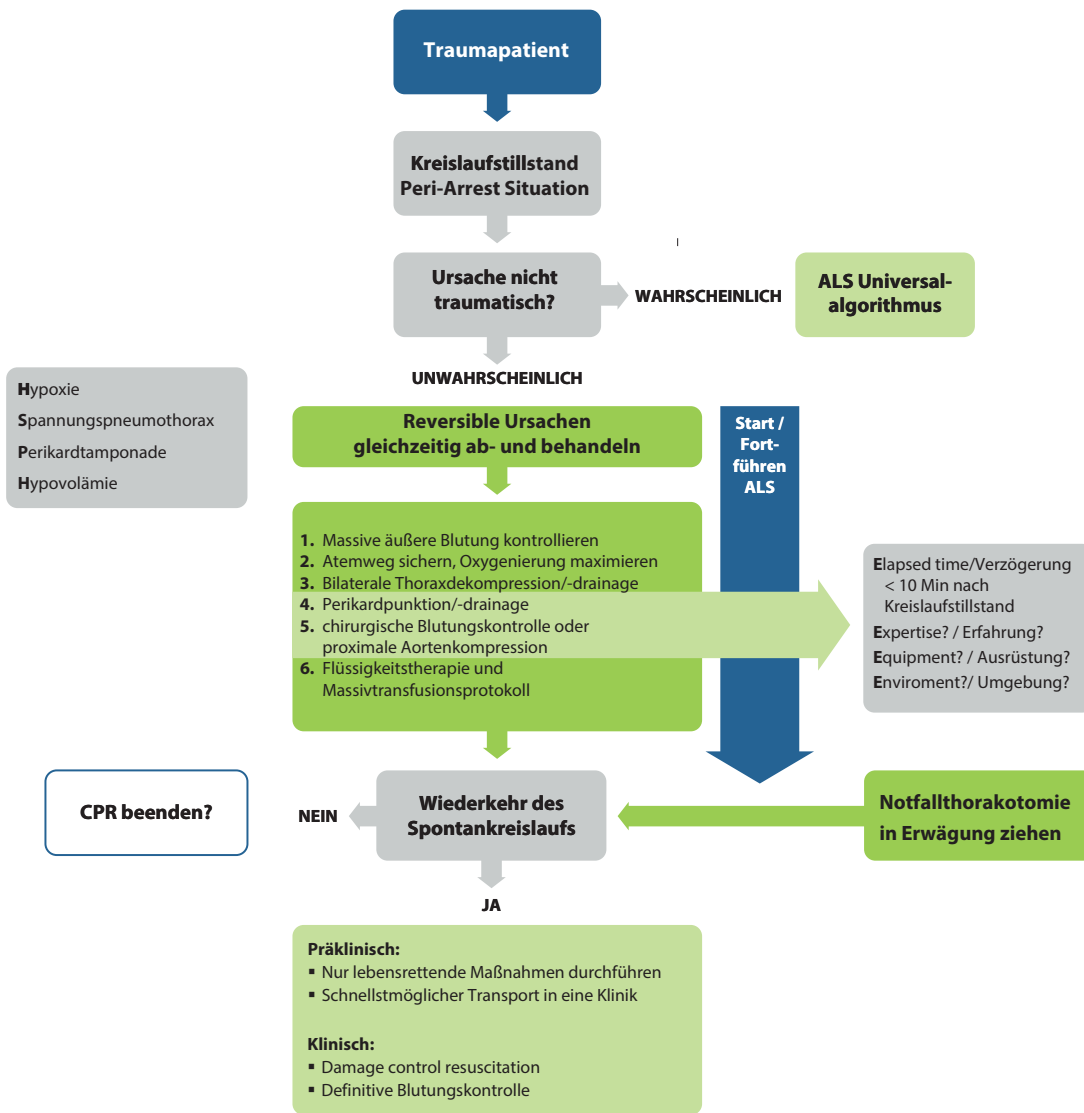 Traumapatient
Kreislaufstillstand
Peri-Arrest Situation
Ursache nicht
traumatisch?
WAHRSCHEINLICH
ALS Universal-
algorithmus
UNWAHRSCHEINLICH
Hypoxie
Spannungspneumothorax
Perikardtamponade
Hypovolämie
Reversible Ursachen
gleichzeitig ab- und behandeln
Start /
Fort-
führen
ALS
1. Massive äußere Blutung kontrollieren
2. Atemweg sichern, Oxygenierung maximieren
3. Bilaterale Thoraxdekompression/-drainage
4. Perikardpunktion/-drainage
5. chirurgische Blutungskontrolle oder
proximale Aortenkompression
6. Flüssigkeitstherapie und
Massivtransfusionsprotokoll
Elapsed time/Verzögerung
< 10 Min nach
Kreislaufstillstand
Expertise? / Erfahrung?
Equipment? / Ausrüstung?
Enviroment?/ Umgebung?
CPR beenden?
NEIN
Wiederkehr des
Spontankreislaufs
Notfallthorakotomie
in Erwägung ziehen
JA
Präklinisch:
▪ Nur lebensrettende Maßnahmen durchführen
▪ Schnellstmöglicher Transport in eine Klinik
Klinisch:
▪ Damage control resuscitation
▪ Definitive Blutungskontrolle